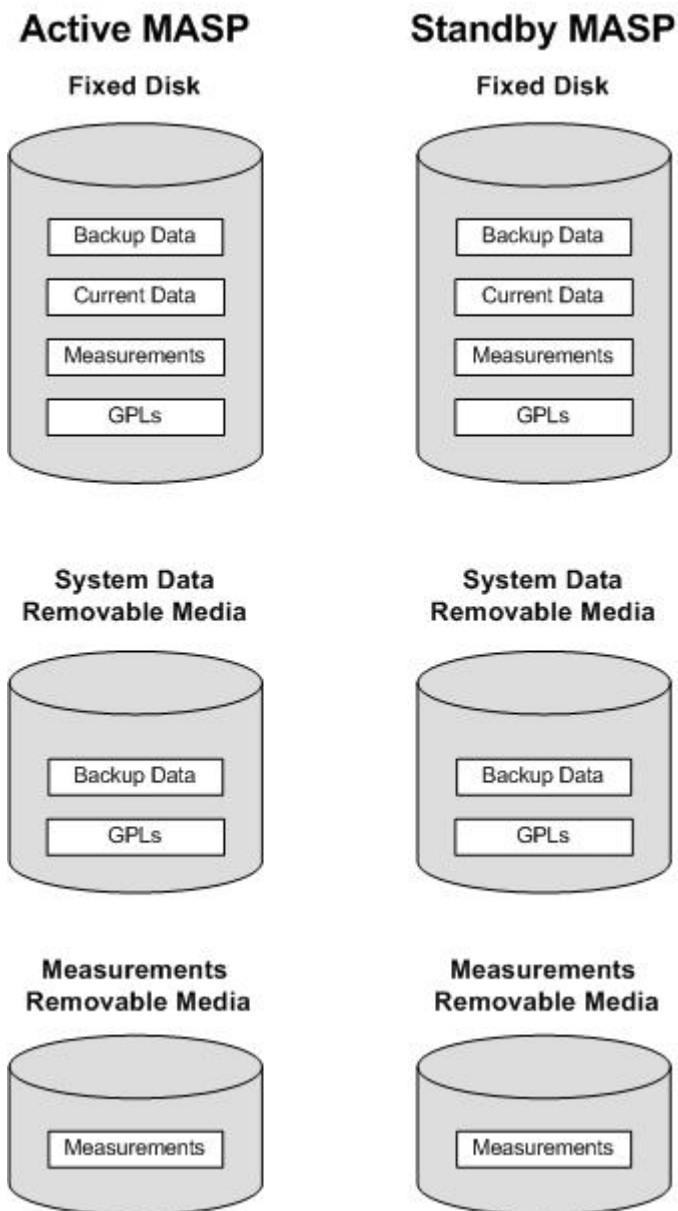 Active MASP
Standby MASP
Fixed Disk
Fixed Disk
Backup Data
Backup Data
Current Data
Current Data
Measurements
Measurements
GPLs
GPLs
System Data
Removable Media
System Data
Removable Media
Backup Data
Backup Data
GPLs
GPLs
Measurements
Removable Media
Measurements
Removable Media
Measurements
Measurements